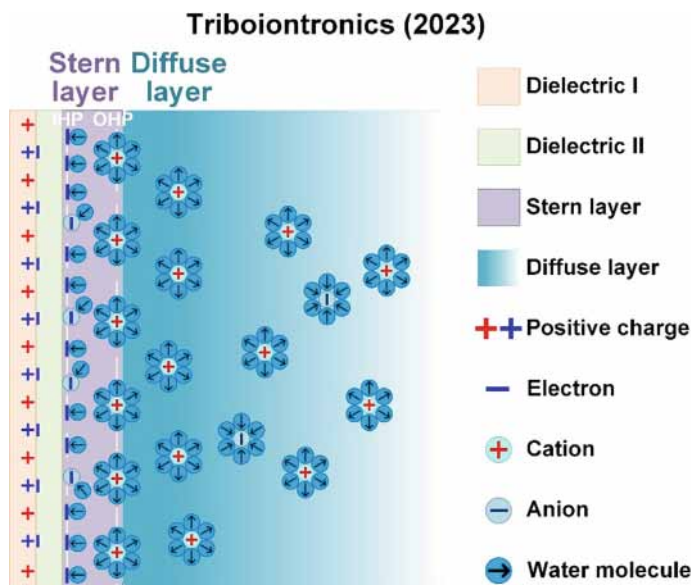 Triboiontronics (2023)
Stern layer
Diffuse layer
IHP OHP
Dielectric I
Dielectric II
Stern layer
Diffuse layer
Positive charge
Electron
Cation
Anion
Water molecule